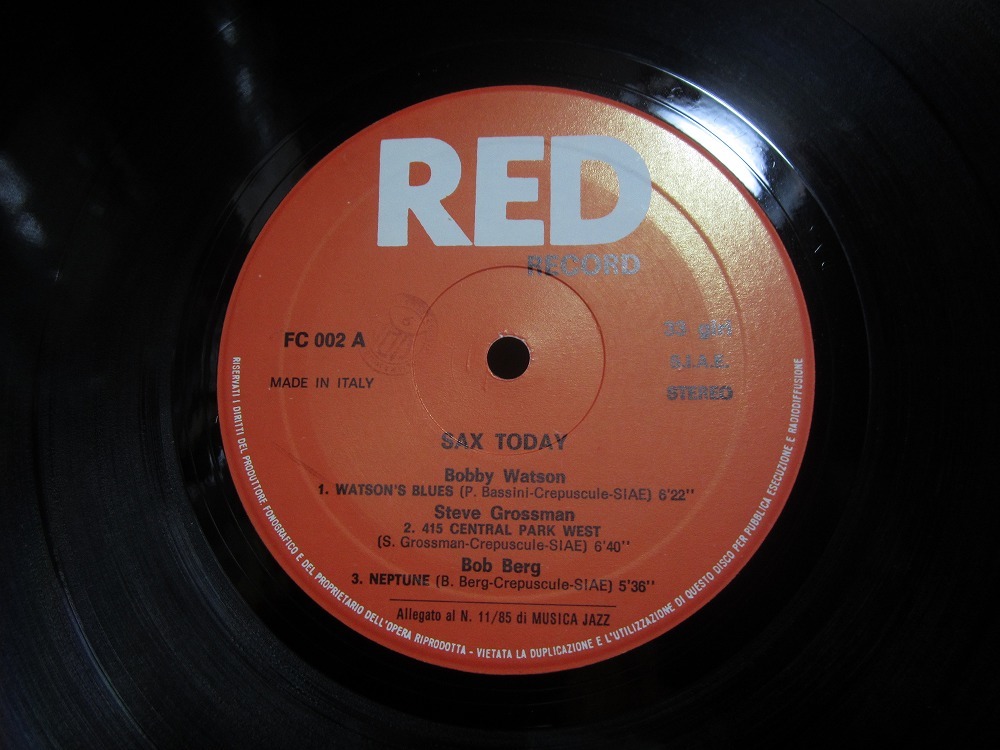 RED
RECORD
FC 002 A
33 giri
MADE IN ITALY
S.I.A.E.
STEREO
SAX TODAY
Bobby Watson
1. WATSON'S BLUES (P. Bassini-Crepuscule-SIAE) 6'22''
Steve Grossman
2. 415 CENTRAL PARK WEST
(S. Grossman-Crepuscule-SIAE) 6'40''
Bob Berg
3. NEPTUNE (B. Berg-Crepuscule-SIAE) 5'36''
Allegato al N. 11/85 di MUSICA JAZZ
RISERVATI I DIRITTI DEL PRODUTTORE FONOGRAFICO E DEL PROPRIETARIO DELL'OPERA RIPRODOTTA - VIETATA LA DUPLICAZIONE E L'UTILIZZAZIONE DI QUESTO DISCO PER PUBBLICA ESECUZIONE E RADIODIFFUSIONE